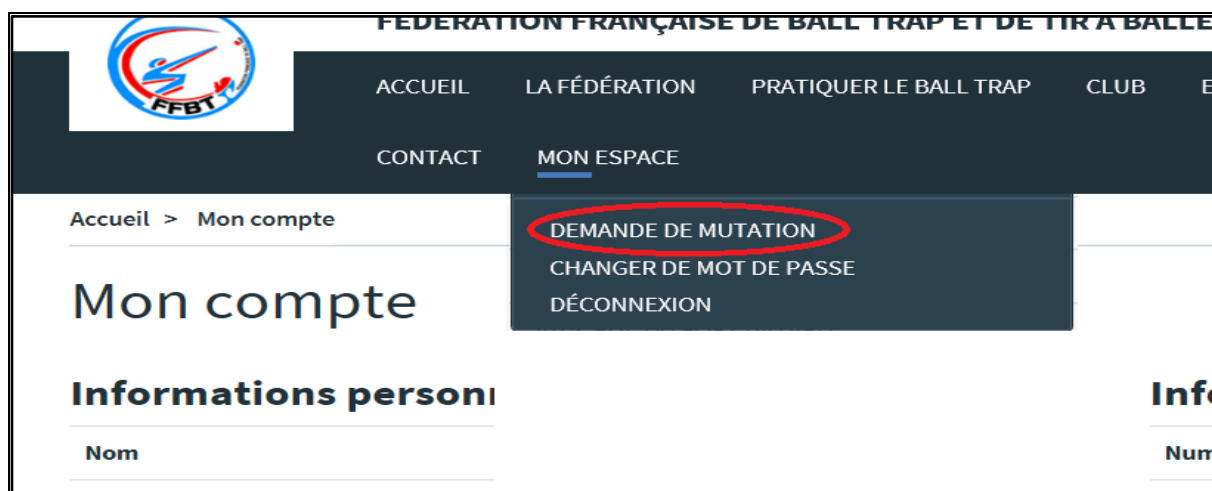 FÉDÉRATION FRANÇAISE DE BALL TRAP ET DE TIR À BALLE
FFBT
ACCUEIL LA FÉDÉRATION PRATIQUER LE BALL TRAP CLUB E
CONTACT MON ESPACE
Accueil > Mon compte
DEMANDE DE MUTATION
CHANGER DE MOT DE PASSE
DÉCONNEXION
Mon compte
Informations person Info
Nom Num